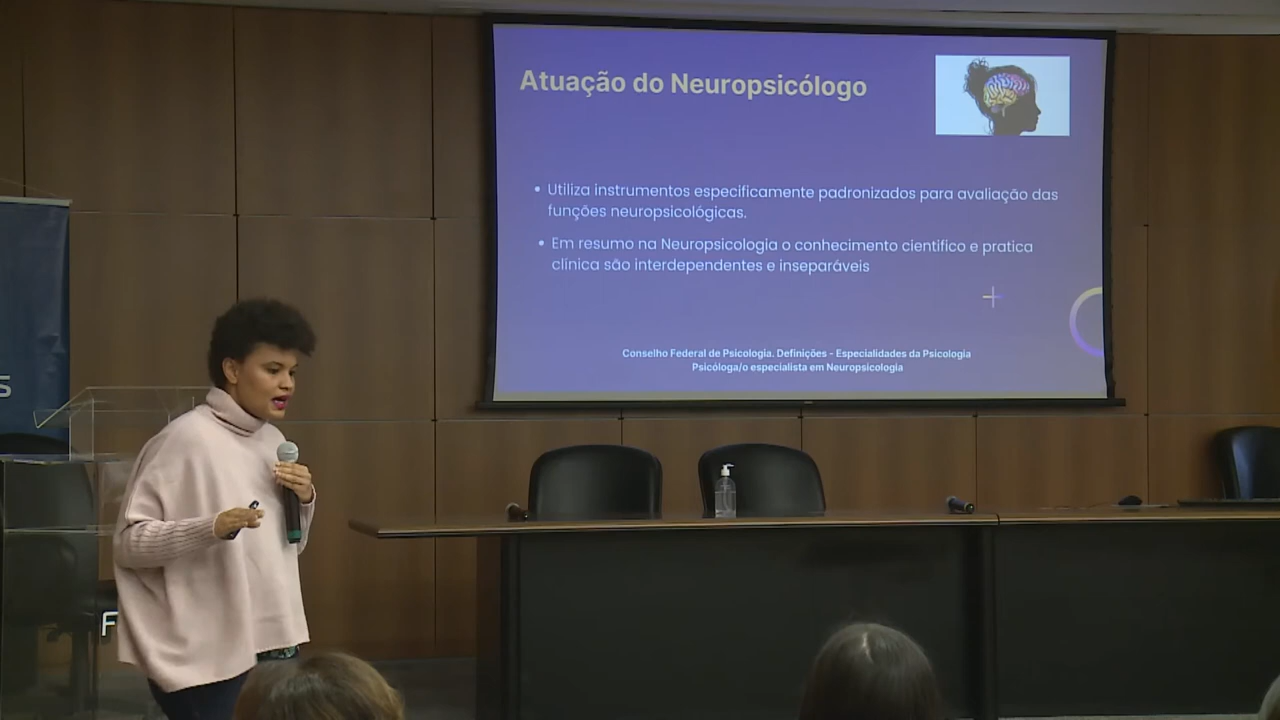 Atuação do Neuropsicólogo
• Utiliza instrumentos especificamente padronizados para avaliação das
funções neuropsicológicas.
• Em resumo na Neuropsicologia o conhecimento cientifico e pratica
clínica são interdependentes e inseparáveis
Conselho Federal de Psicologia. Definições - Especialidades da Psicologia
Psicóloga/o especialista em Neuropsicologia
S
F